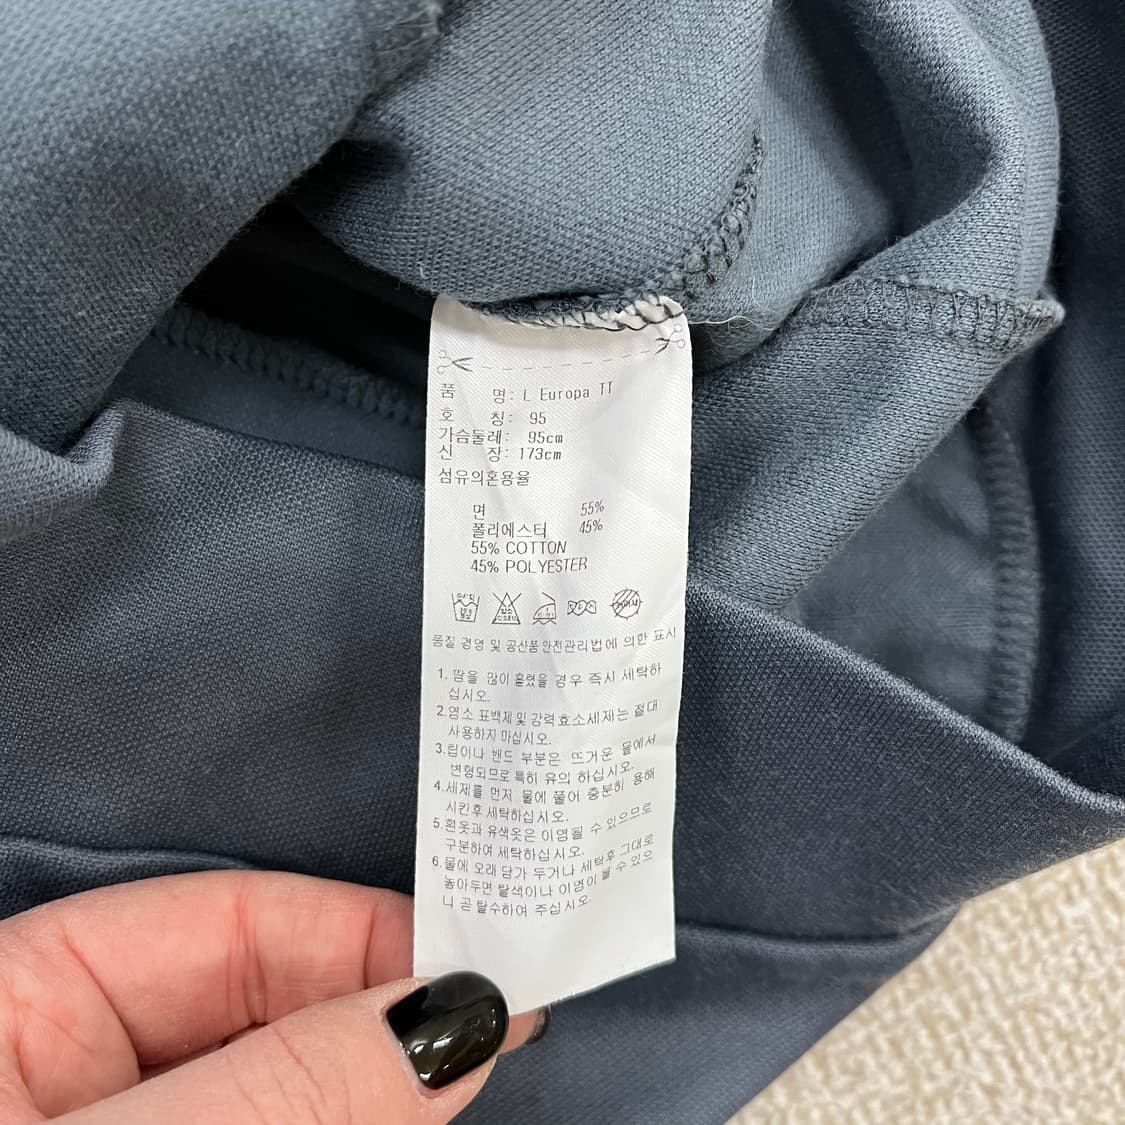 품 명: L Europa TT
호 칭: 95
가슴둘레: 95cm
신 장: 173cm
섬유의혼용율
면 55%
폴리에스터 45%
55% COTTON
45% POLYESTER
품질 경영 및 공산품안전관리법에 의한 표시
1. 땀을 많이 흘렸을 경우 즉시 세탁하
십시오.
2.염소 표백제 및 강력효소세제는 절대
사용하지 마십시오.
3.립이나 밴드 부분은 뜨거운 물에서
변형되므로 특히 유의 하십시오.
4.세제를 먼저 물에 풀어 충분히 용해
시킨후 세탁하십시오.
5.흰옷과 유색옷은 이염될 수 있으므로
구분하여 세탁하십시오.
6.물에 오래 담가 두거나 세탁후 그대로
놓아두면 탈색이나 이염이 될 수 있으
니 곧 탈수하여 주십시오.